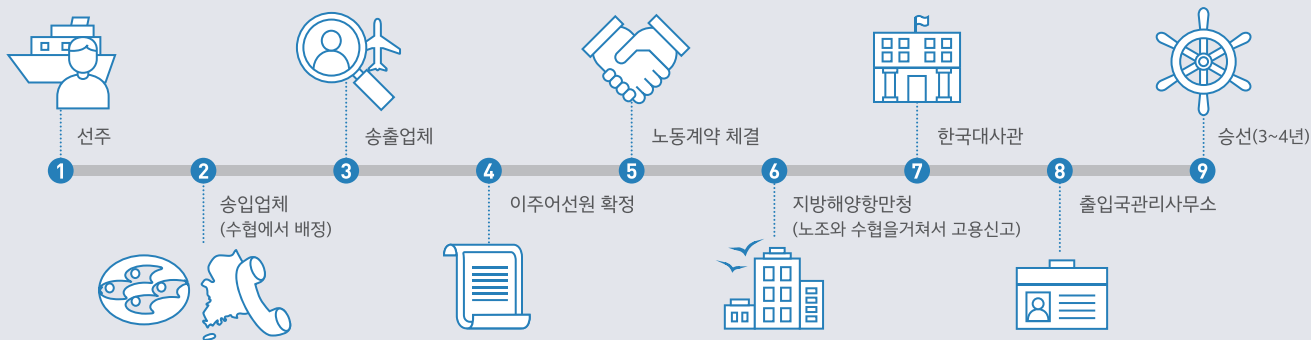 1
선주
2
송입업체
(수협에서 배정)
3
송출업체
4
이주어선원 확정
5
노동계약 체결
6
지방해양항만청
(노조와 수협을거쳐서 고용신고)
7
한국대사관
8
출입국관리사무소
9
승선(3~4년)